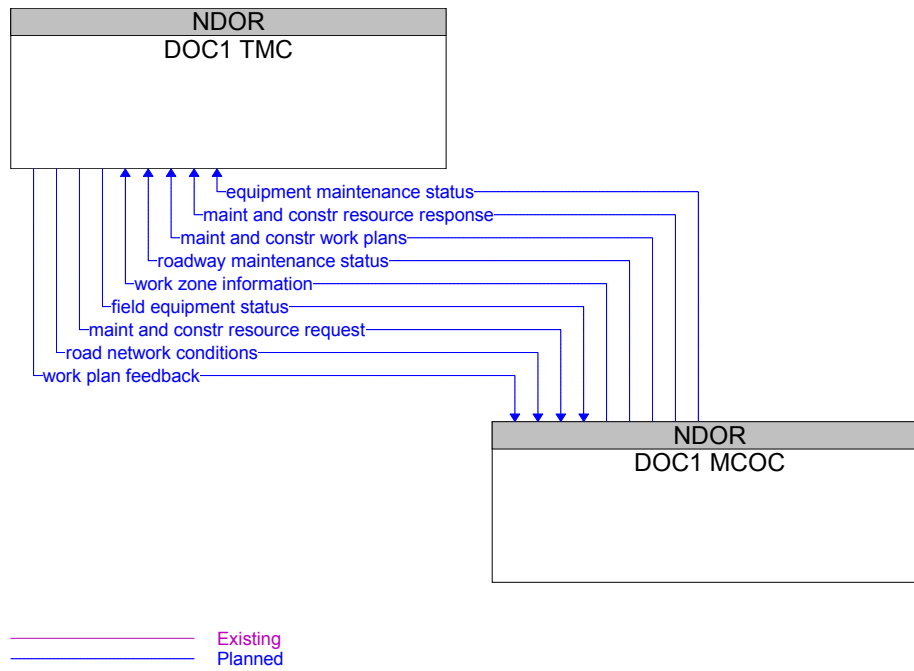 NDOR
DOC1 TMC
equipment maintenance status
maint and constr resource response
maint and constr work plans
roadway maintenance status
work zone information
field equipment status
maint and constr resource request
road network conditions
work plan feedback
NDOR
DOC1 MCOC
Existing
Planned